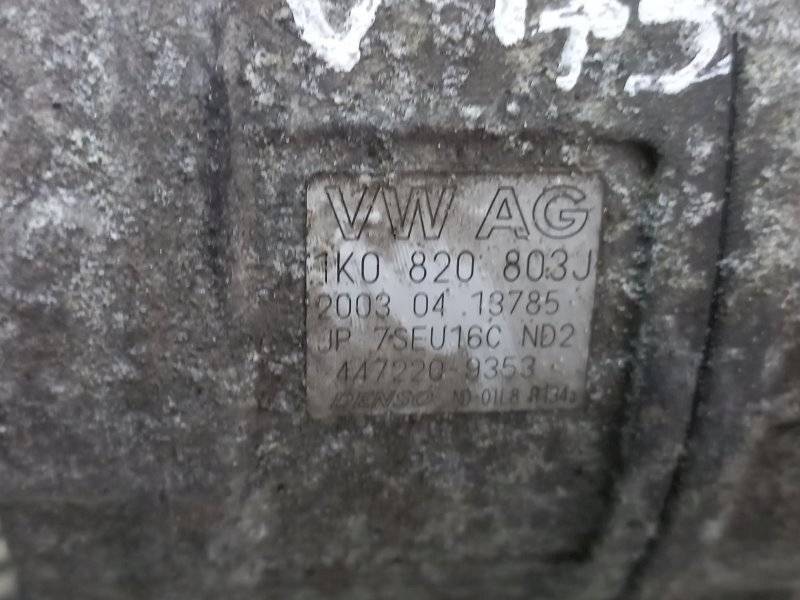 VW AG
1K0 820 803J
2003 04 13785
JP 7SEU16C ND2
447220 9353
DENSO ND-OIL8 R134a